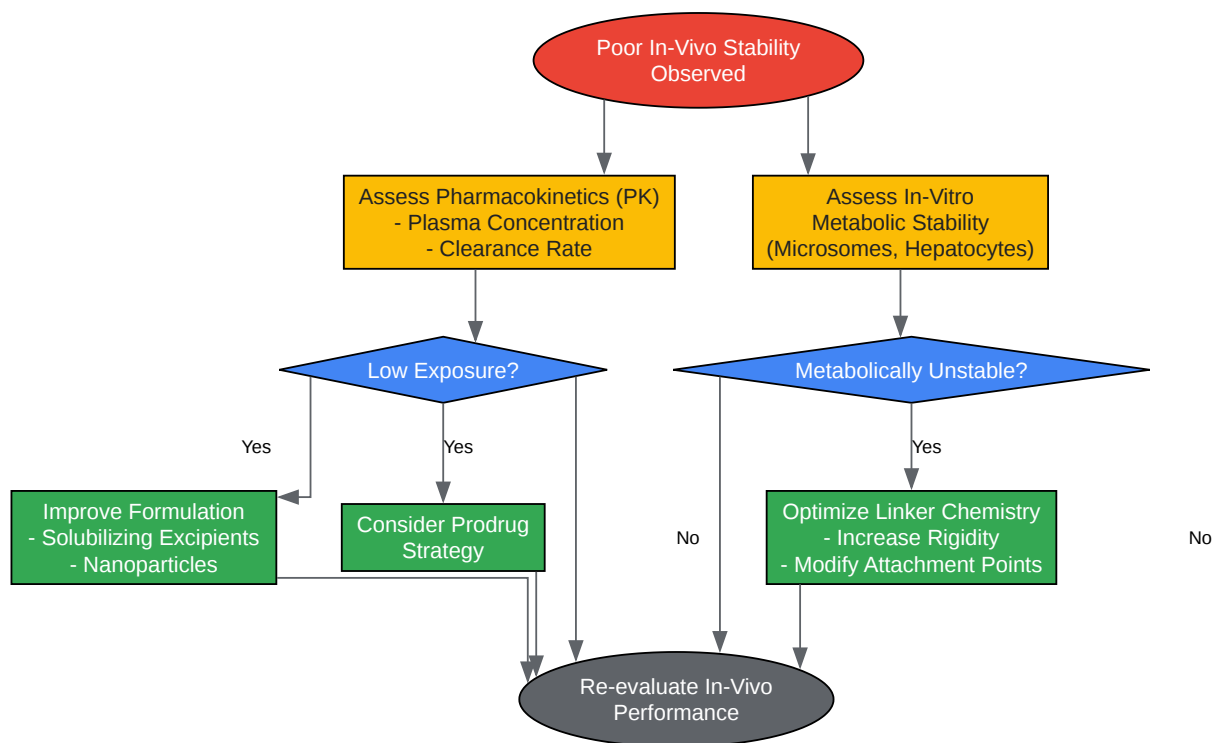 Poor In-Vivo Stability
Observed
Assess Pharmacokinetics (PK)
- Plasma Concentration
- Clearance Rate
Assess In-Vitro
Metabolic Stability
(Microsomes, Hepatocytes)
Low Exposure?
Metabolically Unstable?
Yes
Yes
Yes
Improve Formulation
- Solubilizing Excipients
- Nanoparticles
Consider Prodrug
Strategy
No
Optimize Linker Chemistry
- Increase Rigidity
- Modify Attachment Points
No
Re-evaluate In-Vivo
Performance